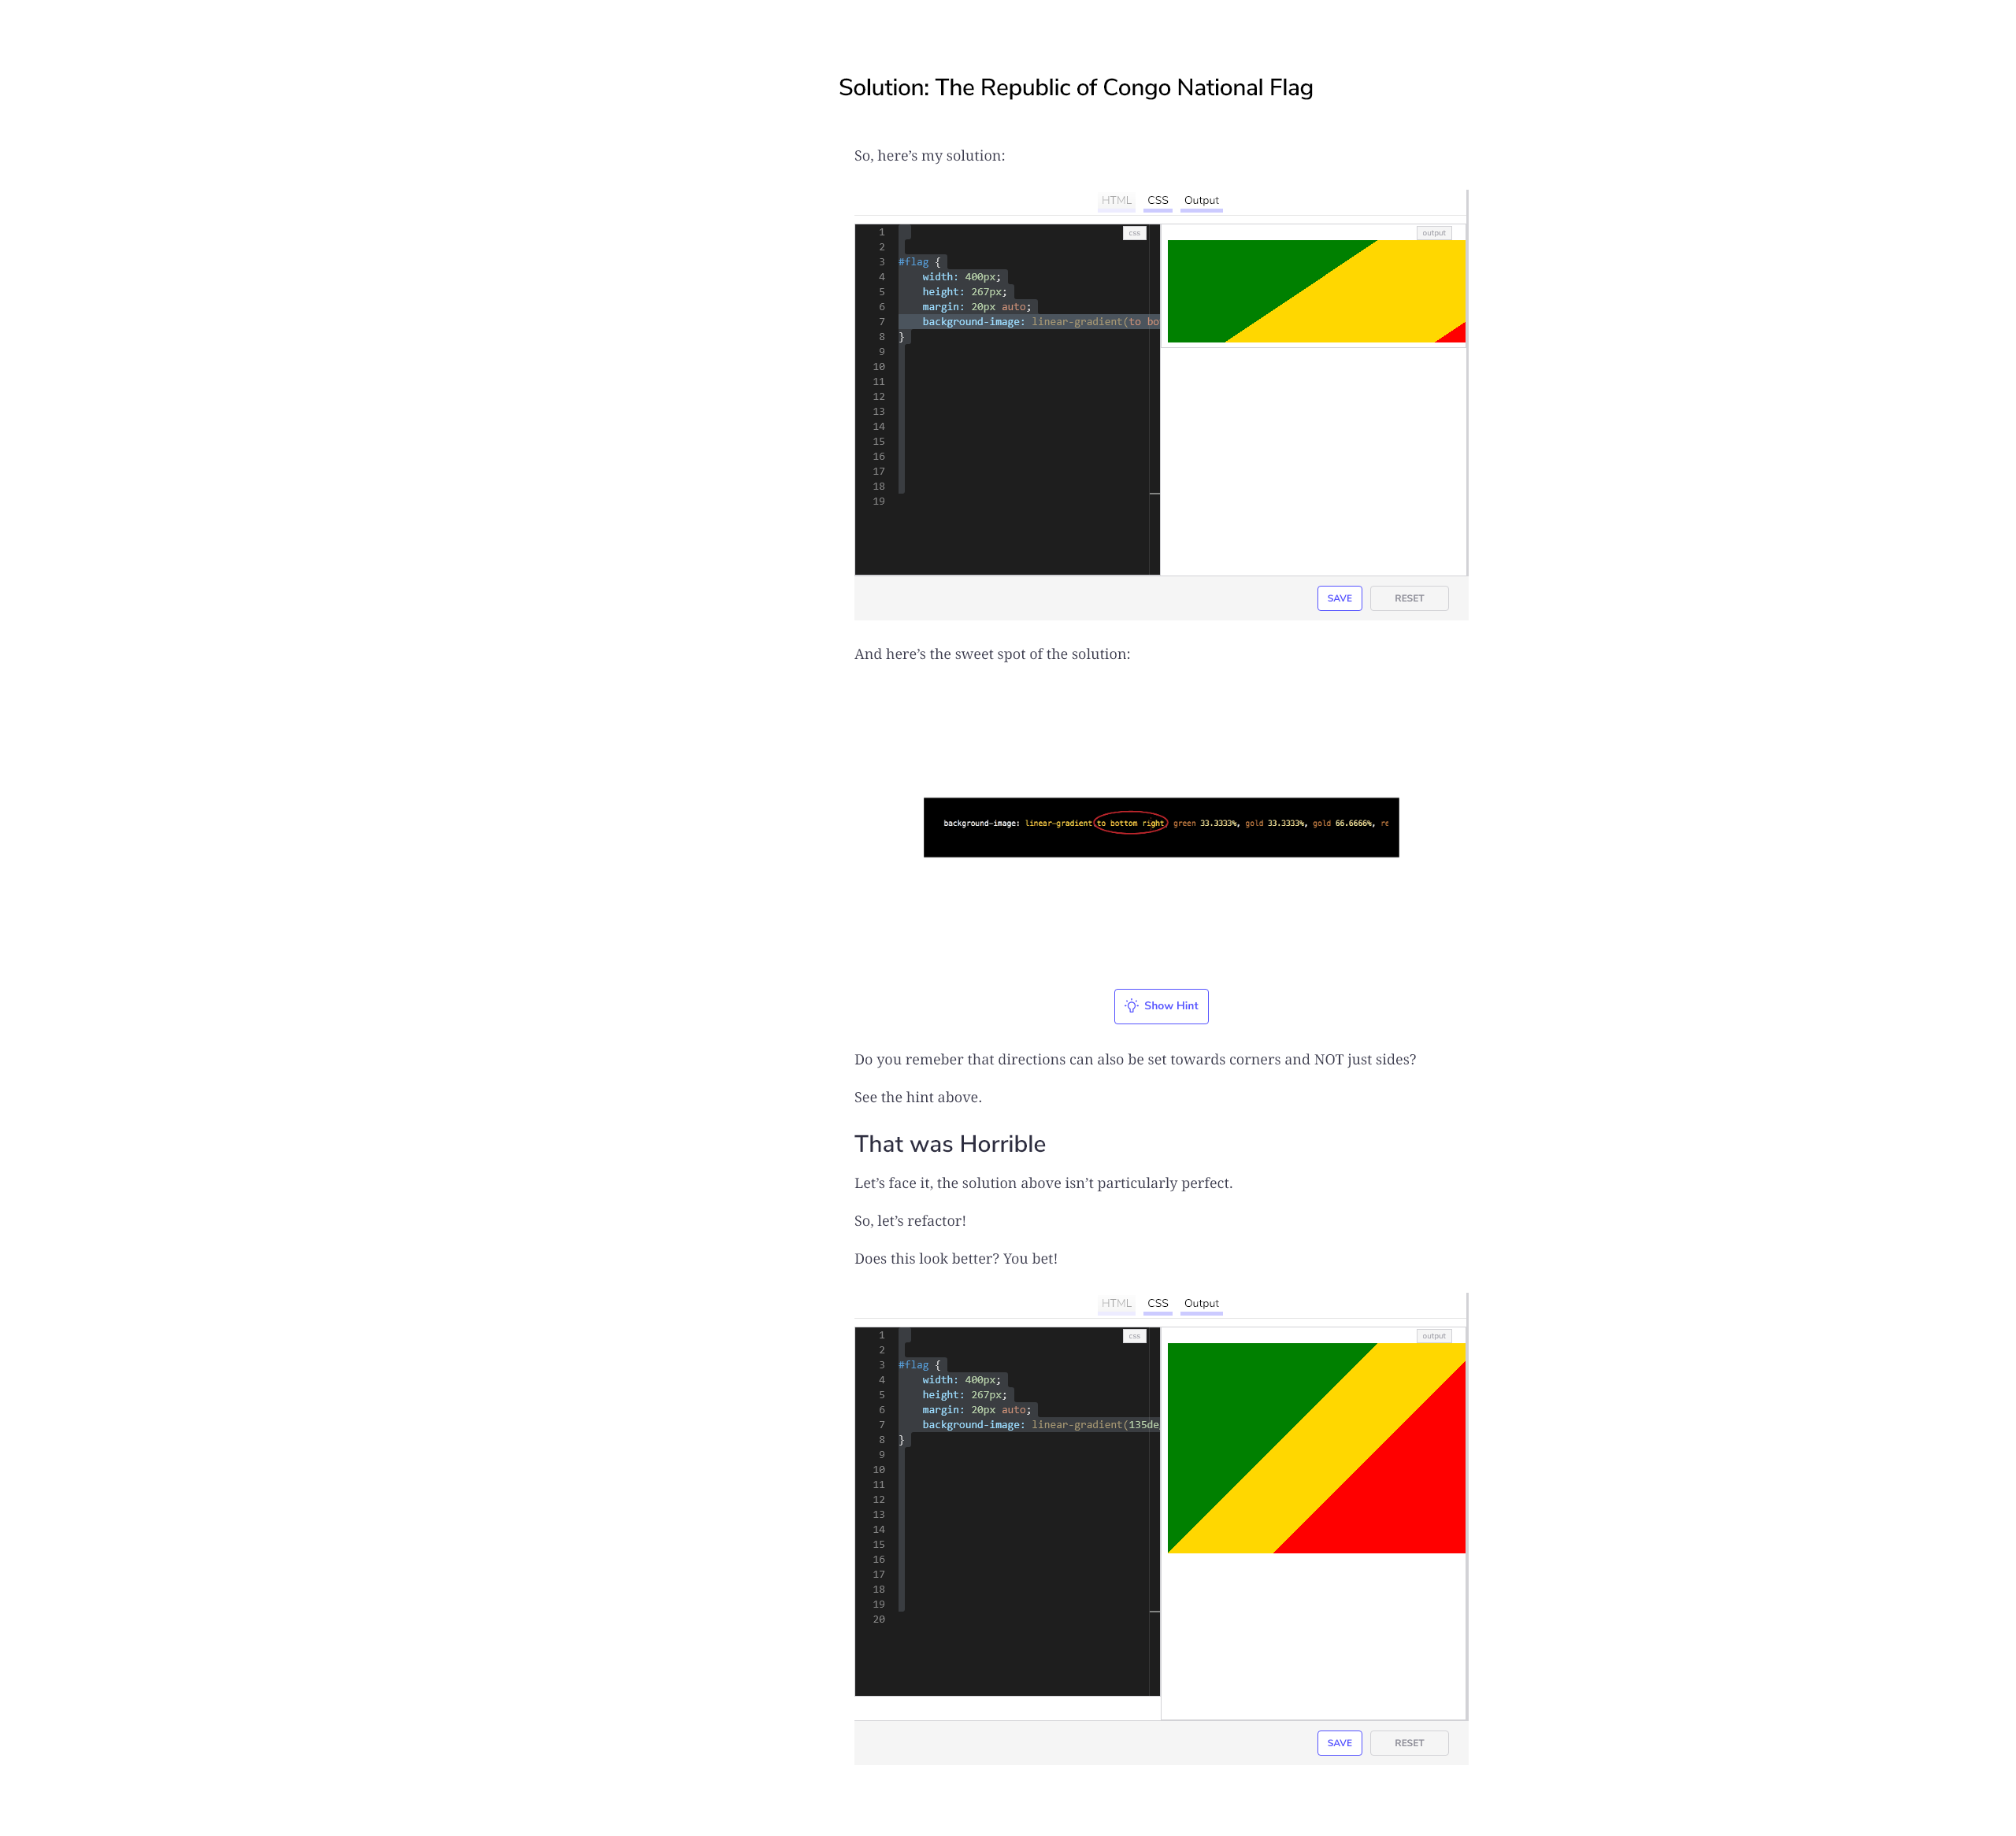 Solution: The Republic of Congo National Flag
So, here’s my solution:
HTML CSS Output
css
output
1
2
3 #flag {
4 width: 400px;
5 height: 267px;
6 margin: 20px auto;
7 background-image: linear-gradient(to bo
8 }
9
10
11
12
13
14
15
16
17
18
19
SAVE RESET
And here’s the sweet spot of the solution:
background-image: linear-gradient to bottom right, green 33.3333%, gold 33.3333%, gold 66.6666%, re
Show Hint
Do you remeber that directions can also be set towards corners and NOT just sides?
See the hint above.
That was Horrible
Let’s face it, the solution above isn’t particularly perfect.
So, let’s refactor!
Does this look better? You bet!
HTML CSS Output
css
output
1
2
3 #flag {
4 width: 400px;
5 height: 267px;
6 margin: 20px auto;
7 background-image: linear-gradient(135de
8 }
9
10
11
12
13
14
15
16
17
18
19
20
SAVE RESET